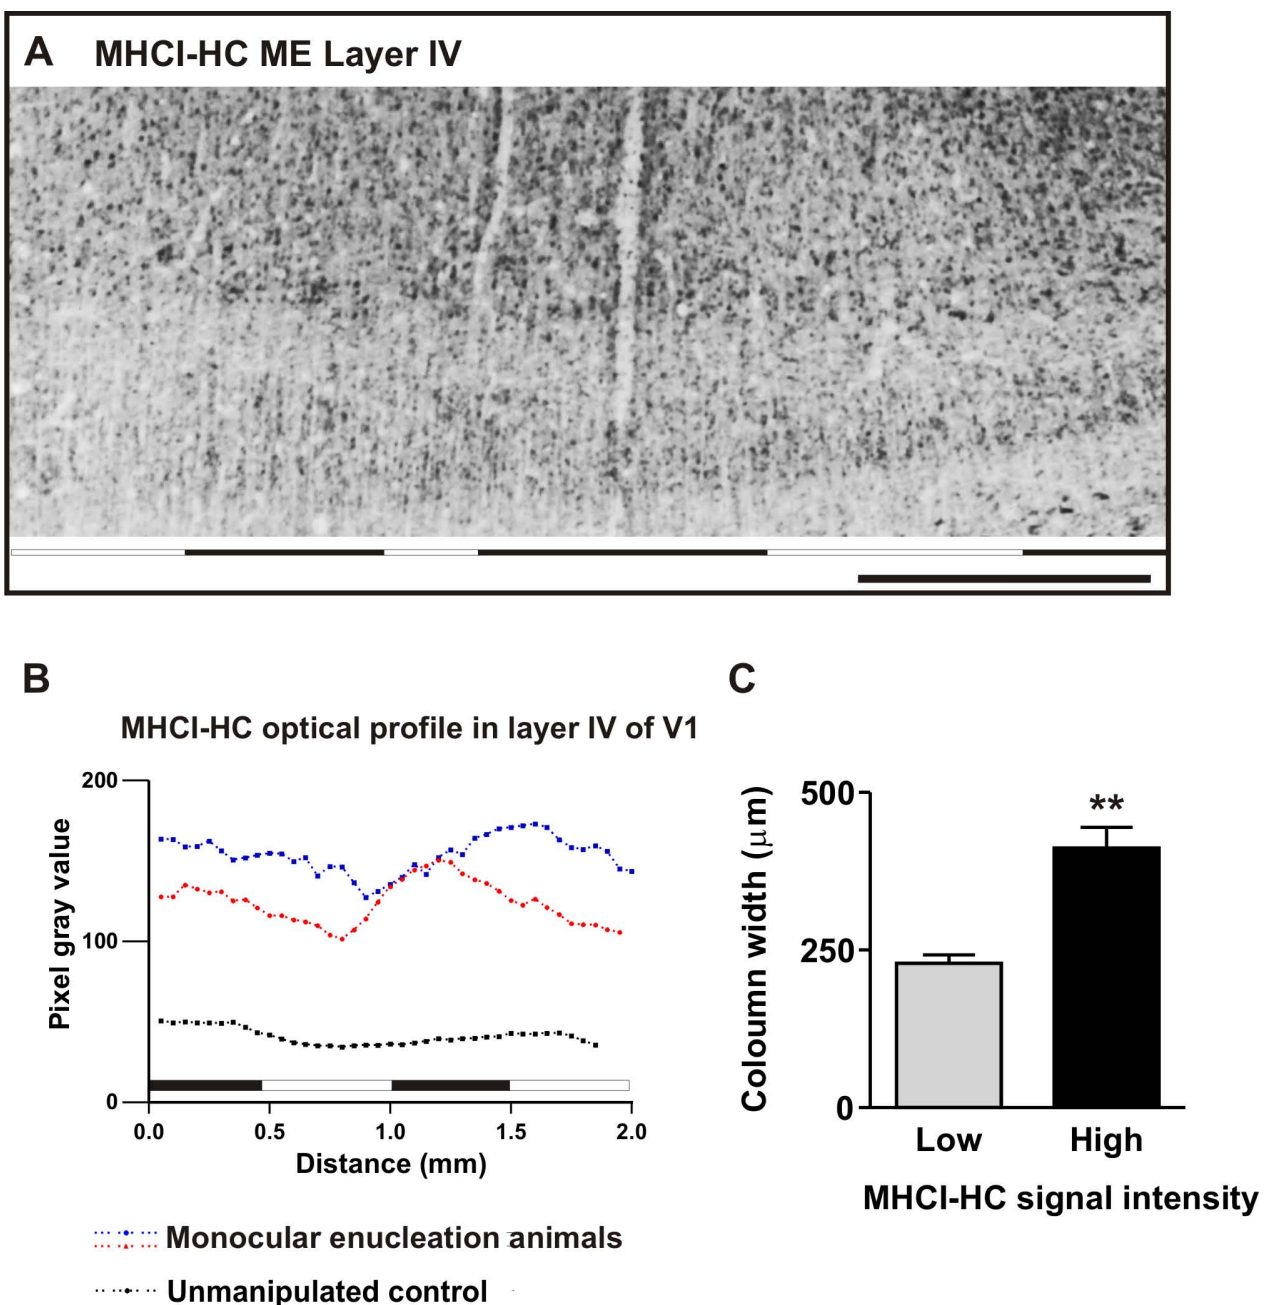 A MHCI-HC ME Layer IV
B
MHCI-HC optical profile in layer IV of V1
200
100
0
Pixel gray value
0.0 0.5 1.0 1.5 2.0
Distance (mm)
Monocular enucleation animals
Unmanipulated control
C
Coloumn width (μm)
500
250
0
**
Low High
MHCI-HC signal intensity